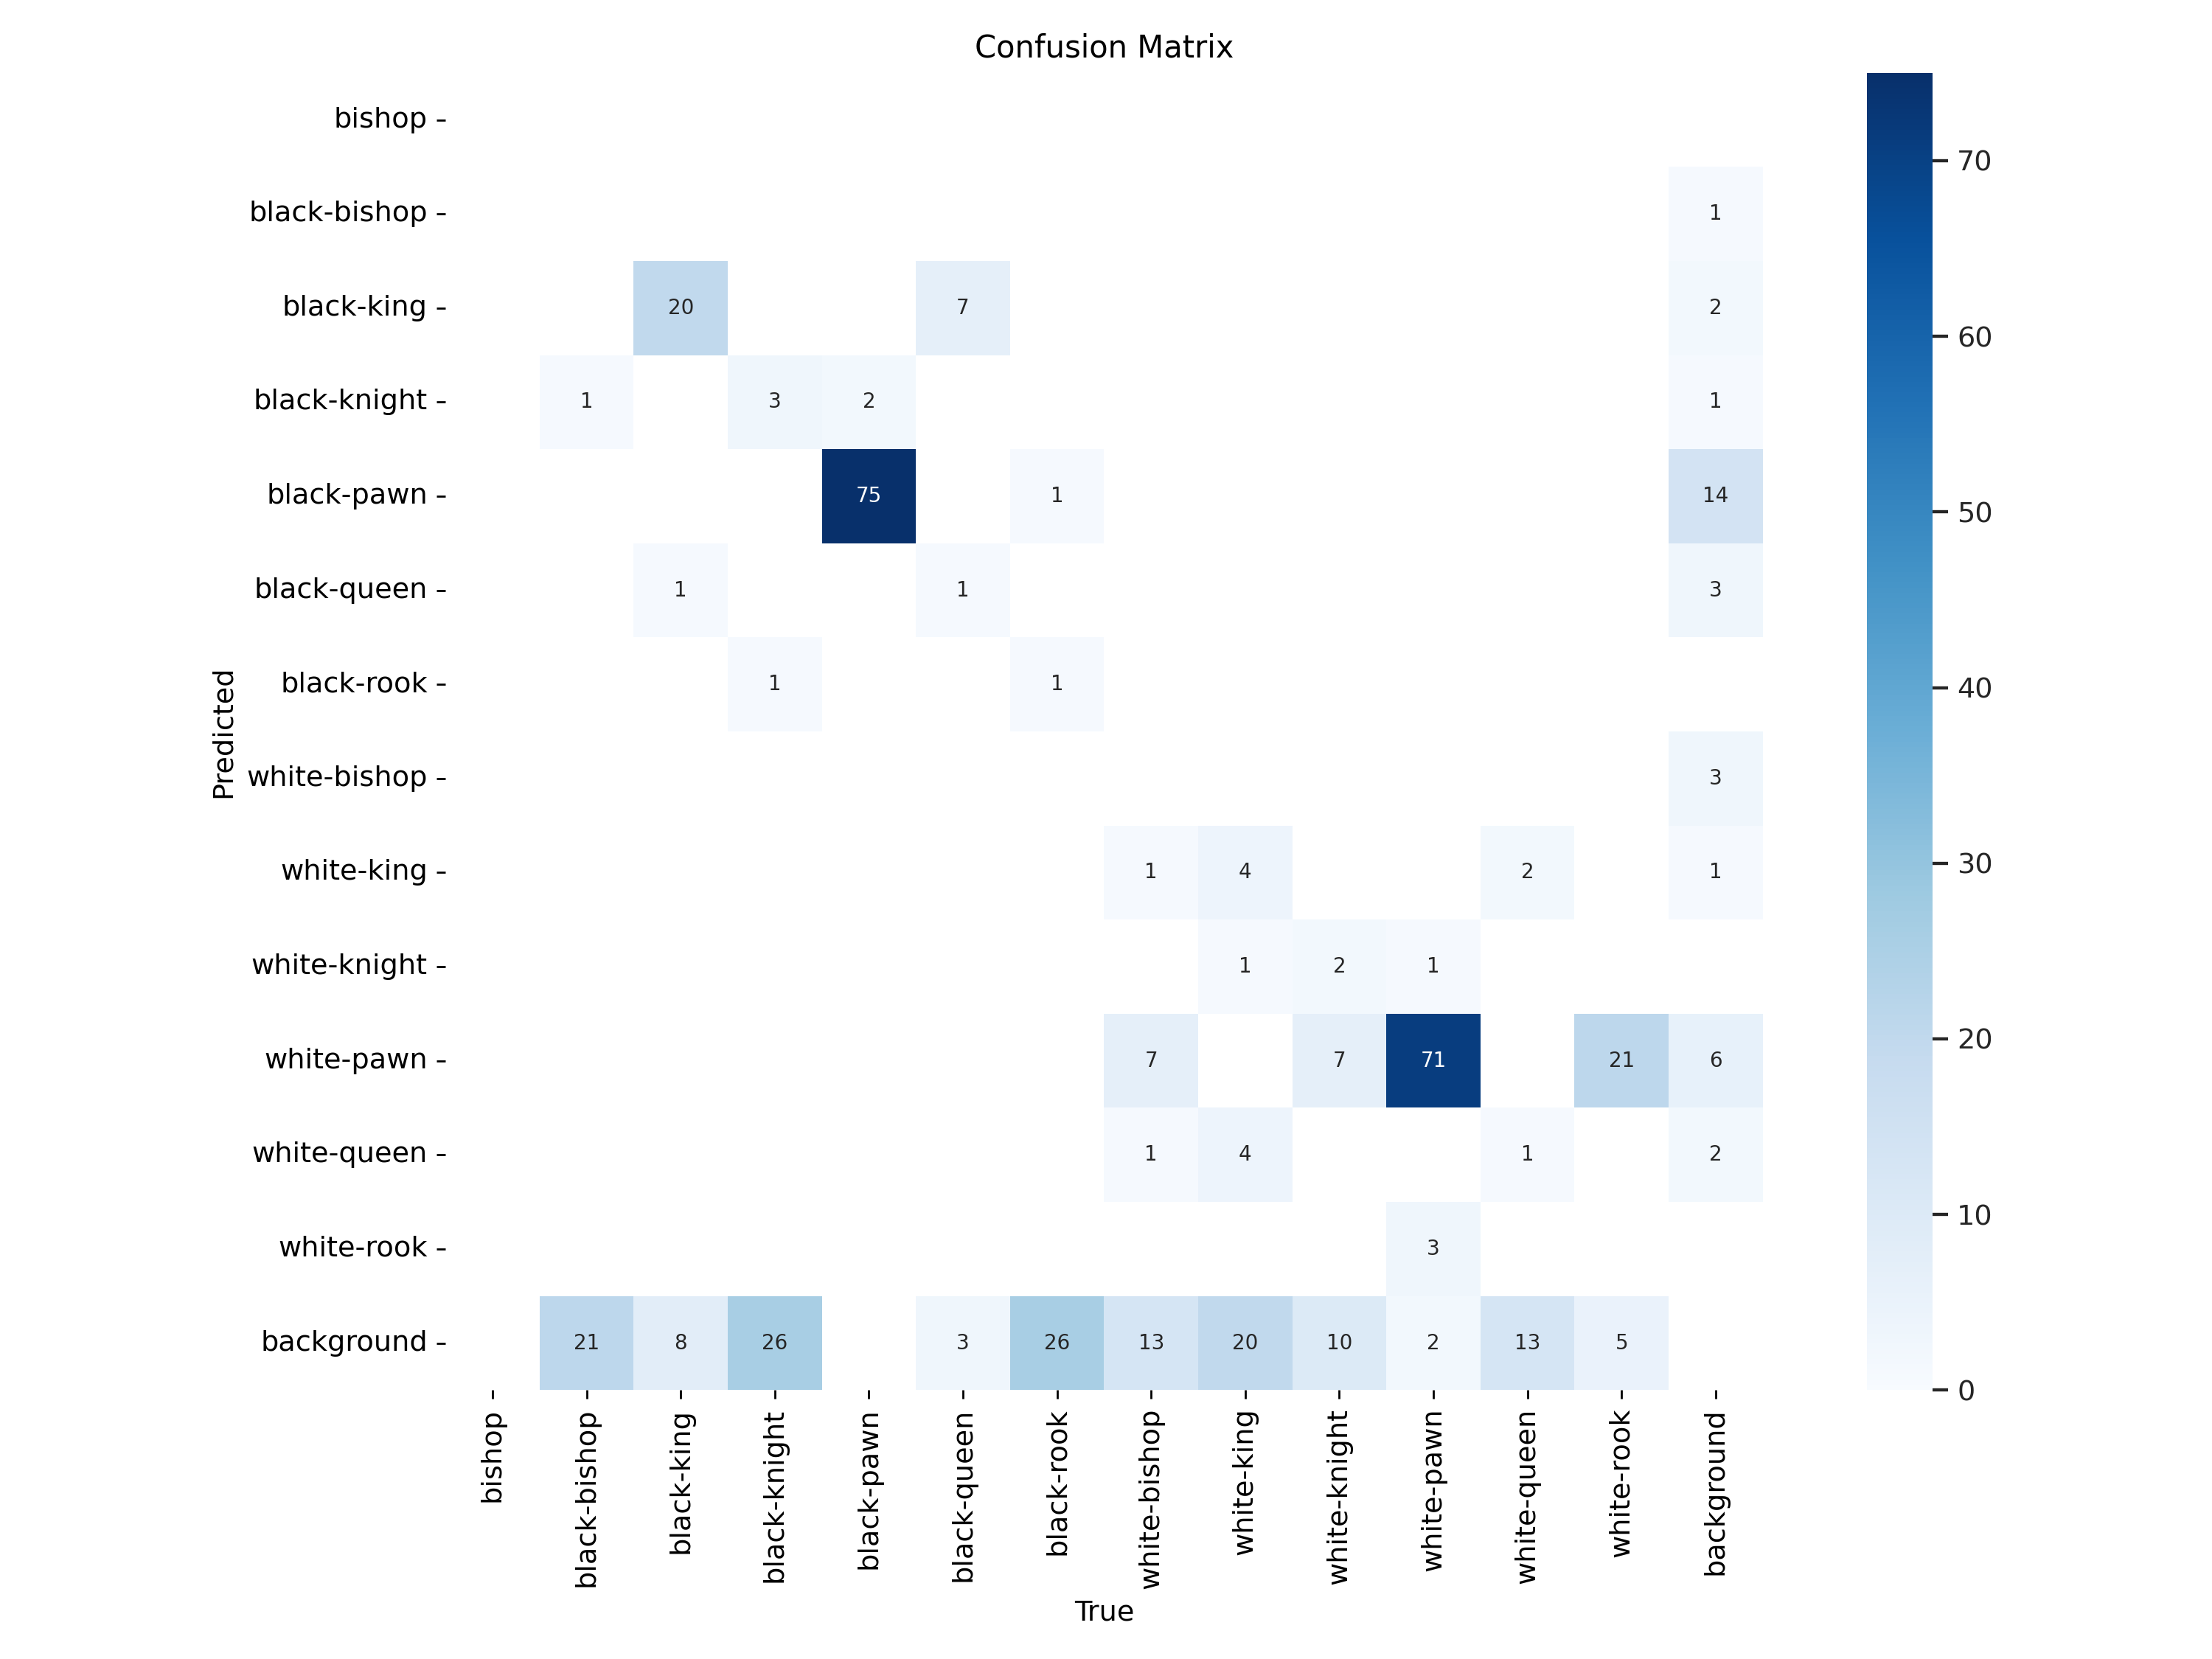 Confusion Matrix
bishop
black-bishop 1
black-king 20 7 2
black-knight 1 3 2 1
black-pawn 75 1 14
black-queen 1 1 3
black-rook 1 1
white-bishop 3
white-king 1 4 2 1
white-knight 1 2 1
white-pawn 7 7 71 21 6
white-queen 1 4 1 2
white-rook 3
background 21 8 26 3 26 13 20 10 2 13 5
Predicted
bishop
black-bishop
black-king
black-knight
black-pawn
black-queen
black-rook
white-bishop
white-king
white-knight
white-pawn
white-queen
white-rook
background
True
70
60
50
40
30
20
10
0